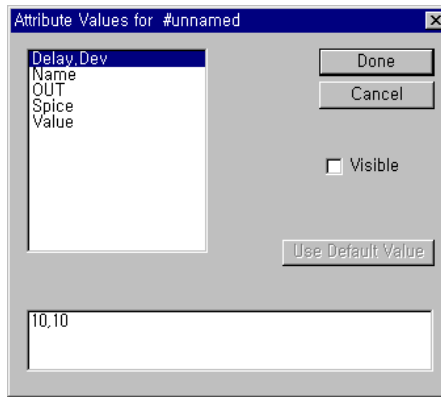 Attribute Values for #unnamed
Delay,Dev
Name
OUT
Spice
Value
Done
Cancel
Visible
Use Default Value
10,10